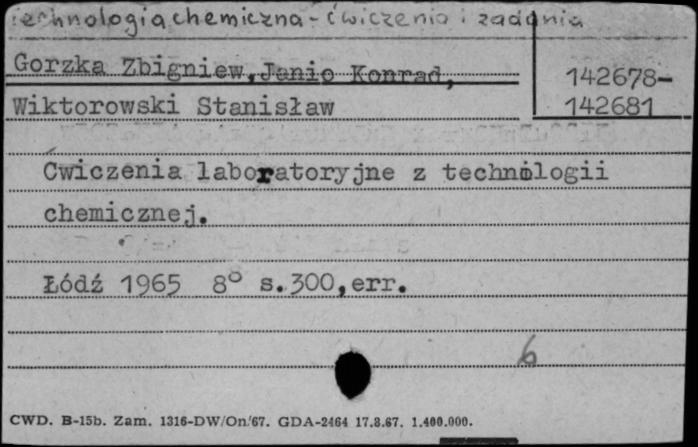 technologia chemiczna - ćwiczenia i zadania
Gorzka Zbigniew, Janio Konrad,
142678-
Wiktorowski Stanisław
142681
Cwiczenia laboratoryjne z technologii
chemicznej.
Łódź 1965 8° s.300,err.
6
CWD. B-15b. Zam. 1316-DW/On/67. GDA-2464 17.8.67. 1.400.000.